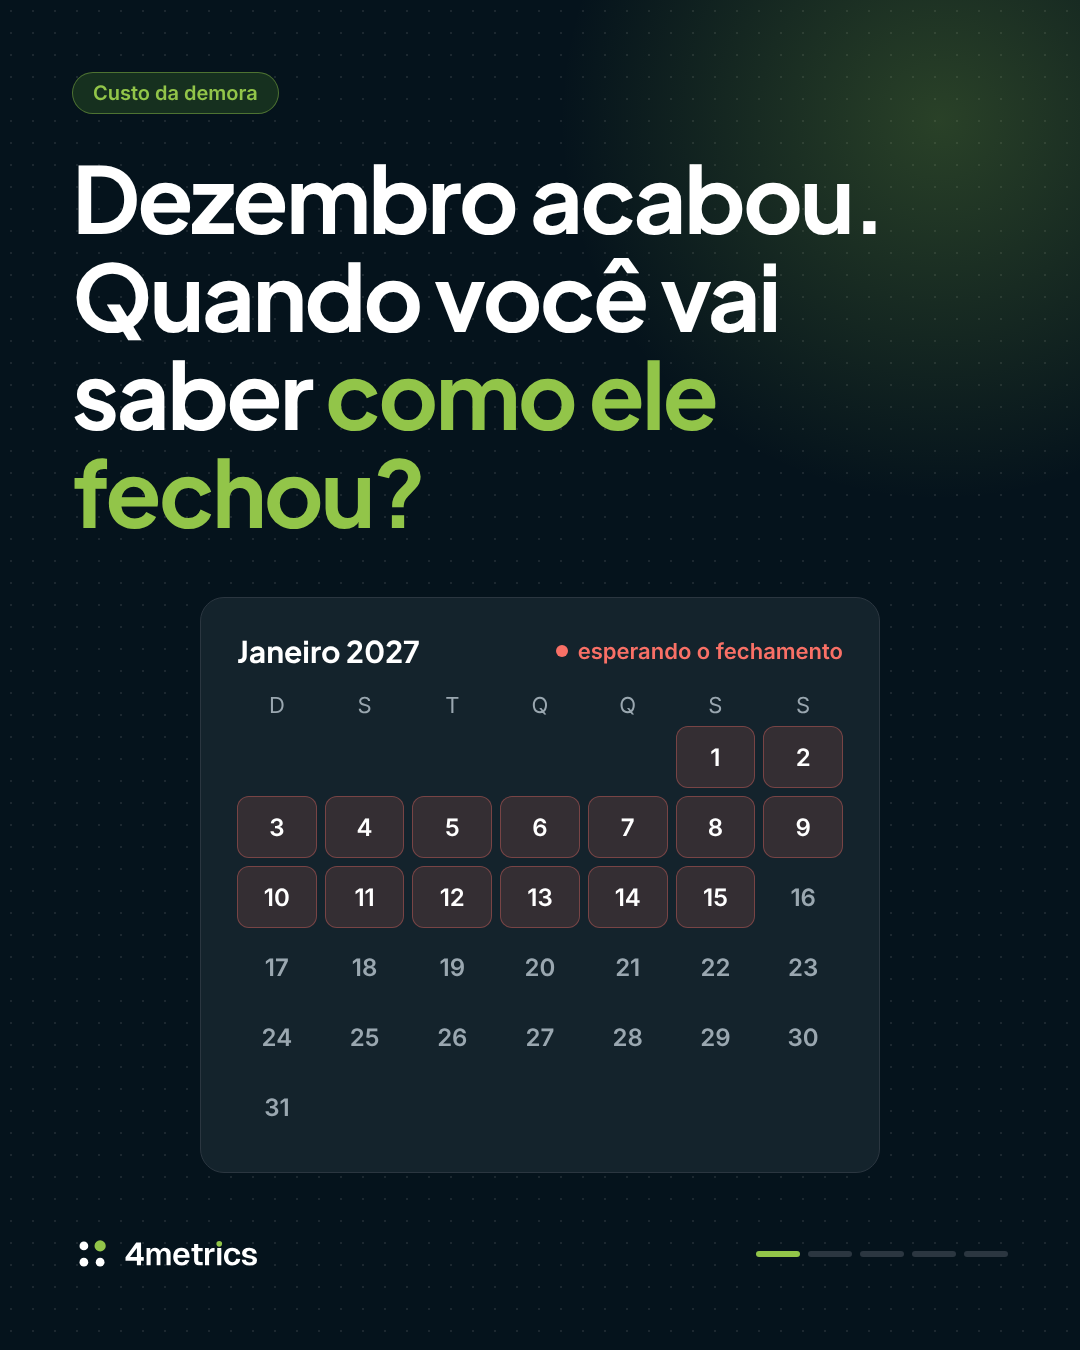 Custo da demora
Dezembro acabou.
Quando você vai
saber como ele
fechou?
Janeiro 2027
esperando o fechamento
D S T Q Q S S
1 2
3 4 5 6 7 8 9
10 11 12 13 14 15 16
17 18 19 20 21 22 23
24 25 26 27 28 29 30
31
4metrics